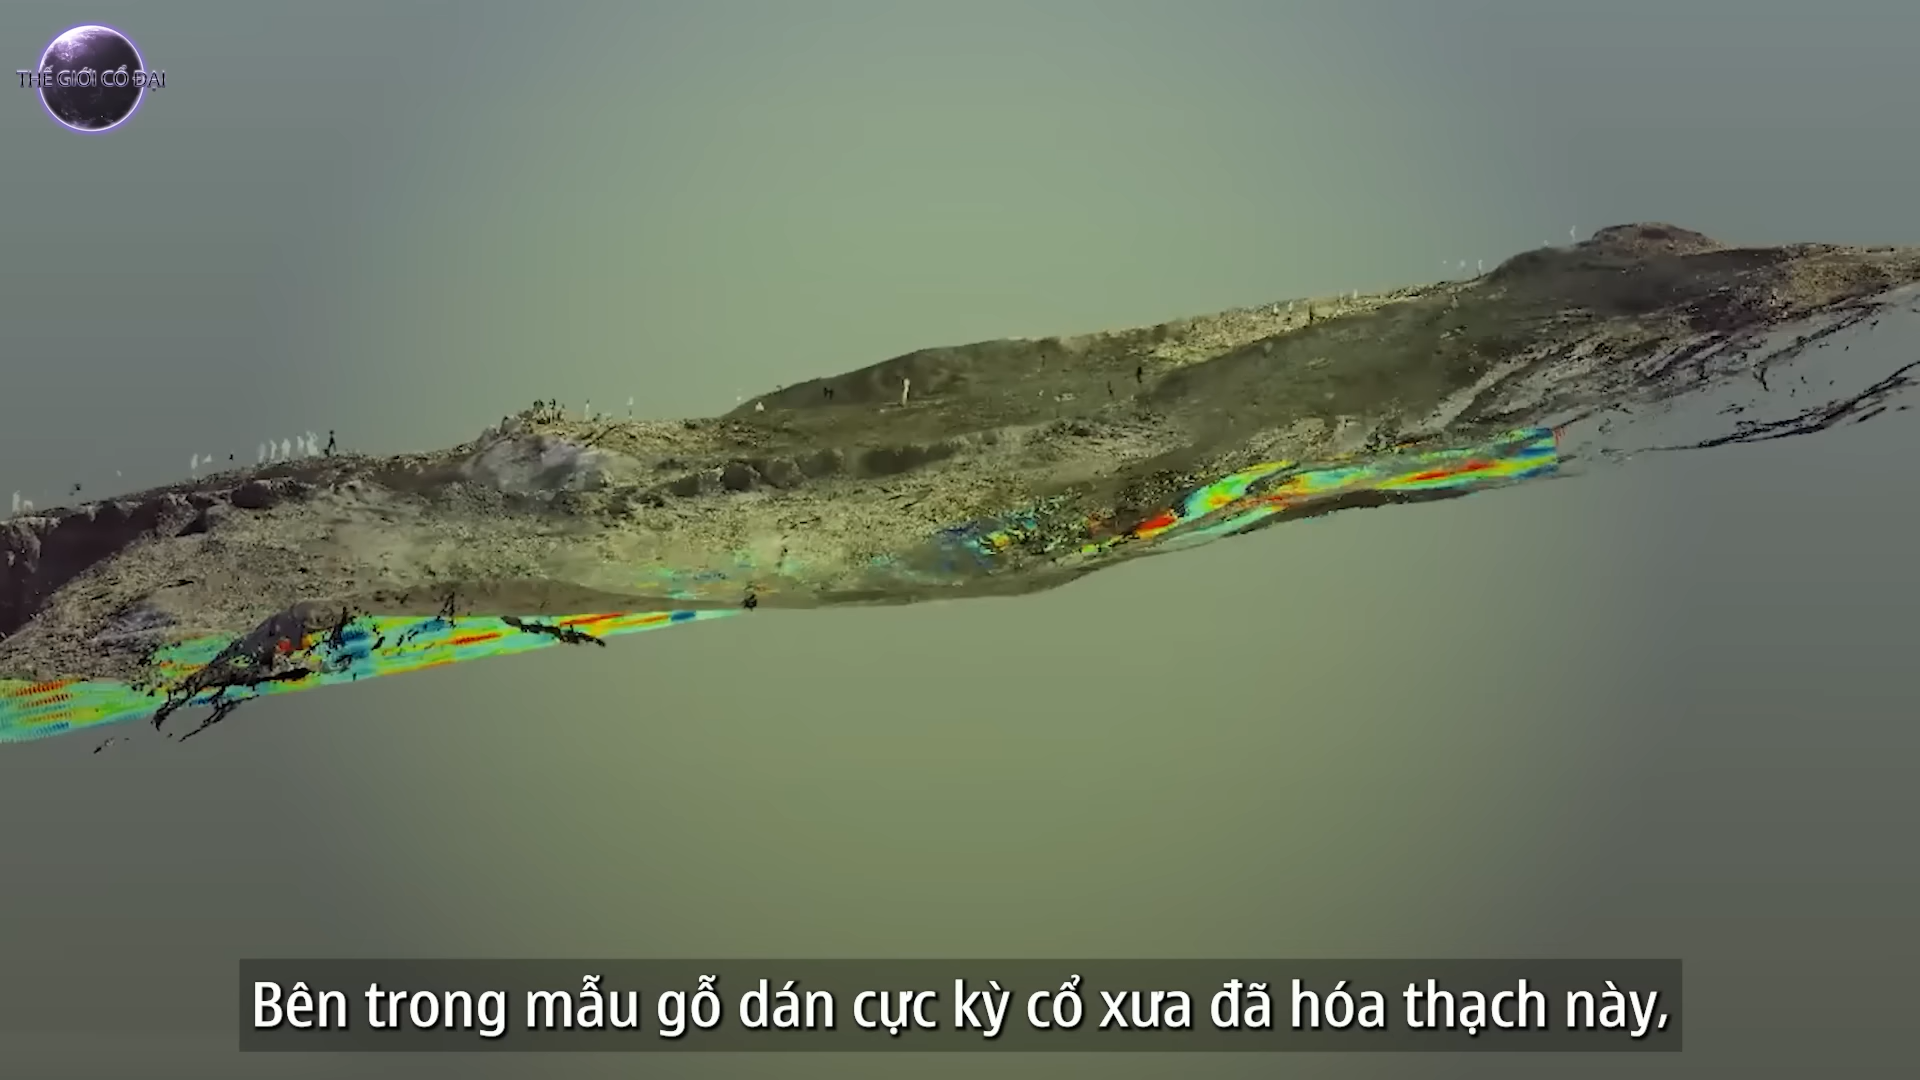 THẾ GIỚI CỔ ĐẠI
Bên trong mẫu gỗ dán cực kỳ cổ xưa đã hóa thạch này,